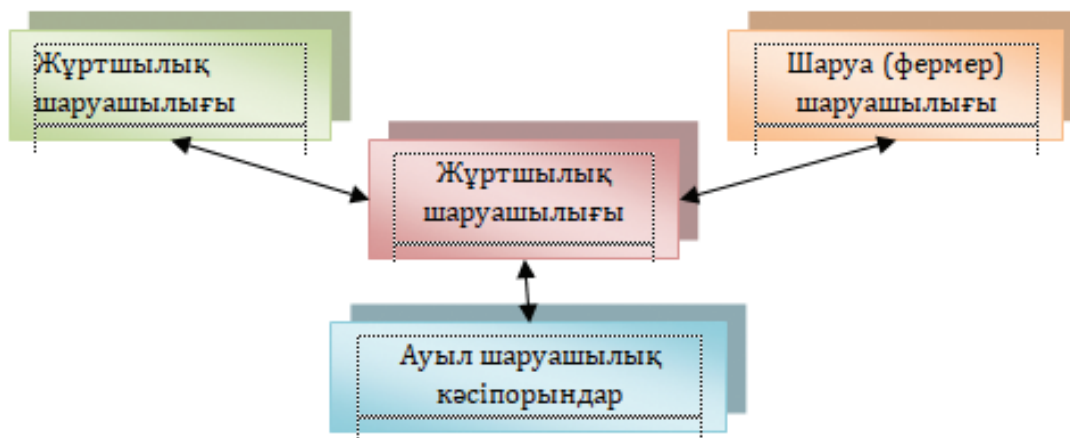 Жұртшылық
шаруашылығы
Шаруа (фермер)
шаруашылығы
Жұртшылық
шаруашылығы
Ауыл шаруашылық
кәсіпорындар